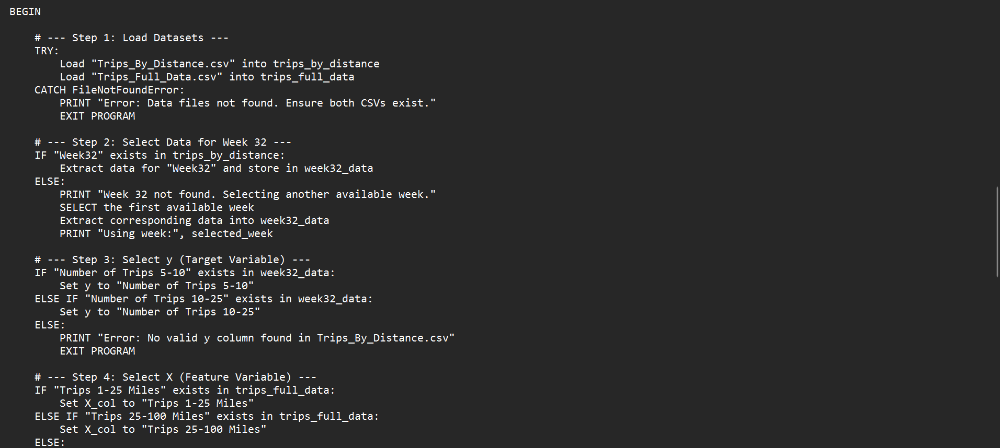 BEGIN
# --- Step 1: Load Datasets ---
TRY:
Load "Trips_By_Distance.csv" into trips_by_distance
Load "Trips_Full_Data.csv" into trips_full_data
CATCH FileNotFoundError:
PRINT "Error: Data files not found. Ensure both CSVs exist."
EXIT PROGRAM
# --- Step 2: Select Data for Week 32 ---
IF "Week32" exists in trips_by_distance:
Extract data for "Week32" and store in week32_data
ELSE:
PRINT "Week 32 not found. Selecting another available week."
SELECT the first available week
Extract corresponding data into week32_data
PRINT "Using week:", selected_week
# --- Step 3: Select y (Target Variable) ---
IF "Number of Trips 5-10" exists in week32_data:
Set y to "Number of Trips 5-10"
ELSE IF "Number of Trips 10-25" exists in week32_data:
Set y to "Number of Trips 10-25"
ELSE:
PRINT "Error: No valid y column found in Trips_By_Distance.csv"
EXIT PROGRAM
# --- Step 4: Select X (Feature Variable) ---
IF "Trips 1-25 Miles" exists in trips_full_data:
Set X_col to "Trips 1-25 Miles"
ELSE IF "Trips 25-100 Miles" exists in trips_full_data:
Set X_col to "Trips 25-100 Miles"
ELSE: